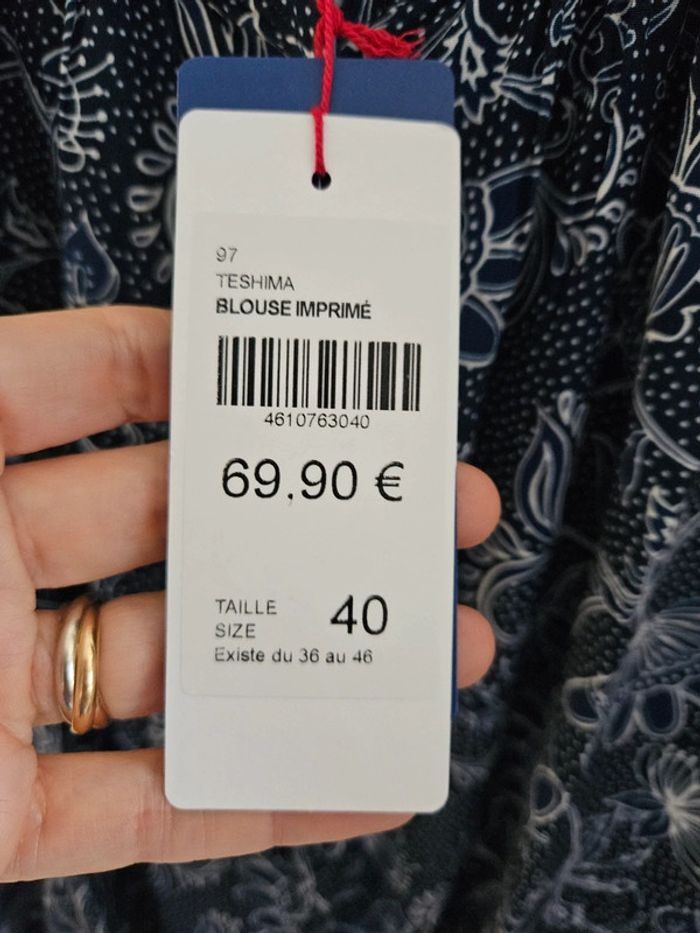 97
TESHIMA
BLOUSE IMPRIMÉ
4610763040
69.90 €
TAILLE
SIZE
40
Existe du 36 au 46